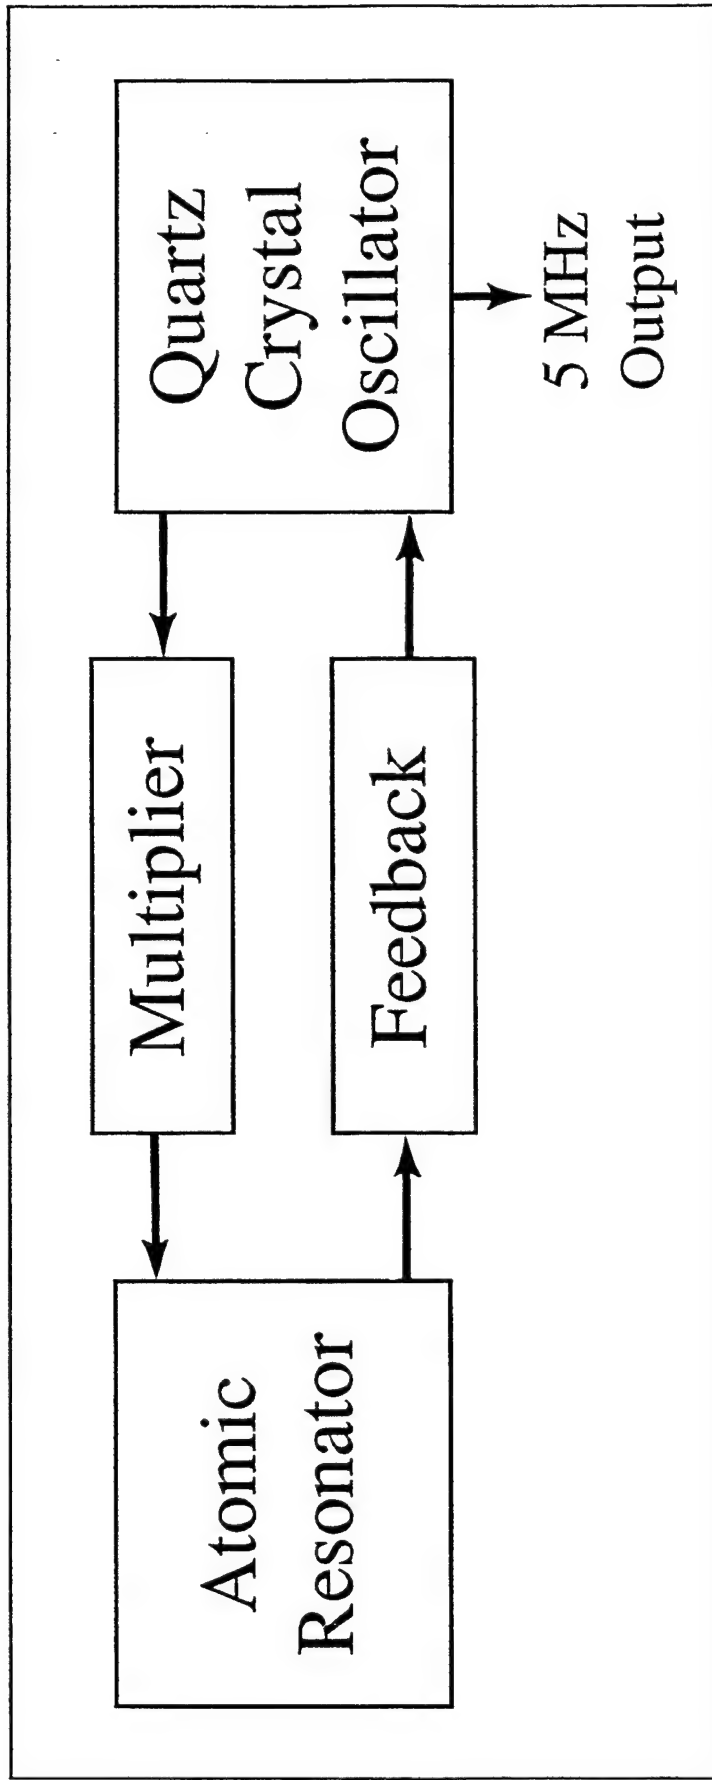 Atomic
Resonator
Multiplier
Feedback
Quartz
Crystal
Oscillator
5 MHz
Output